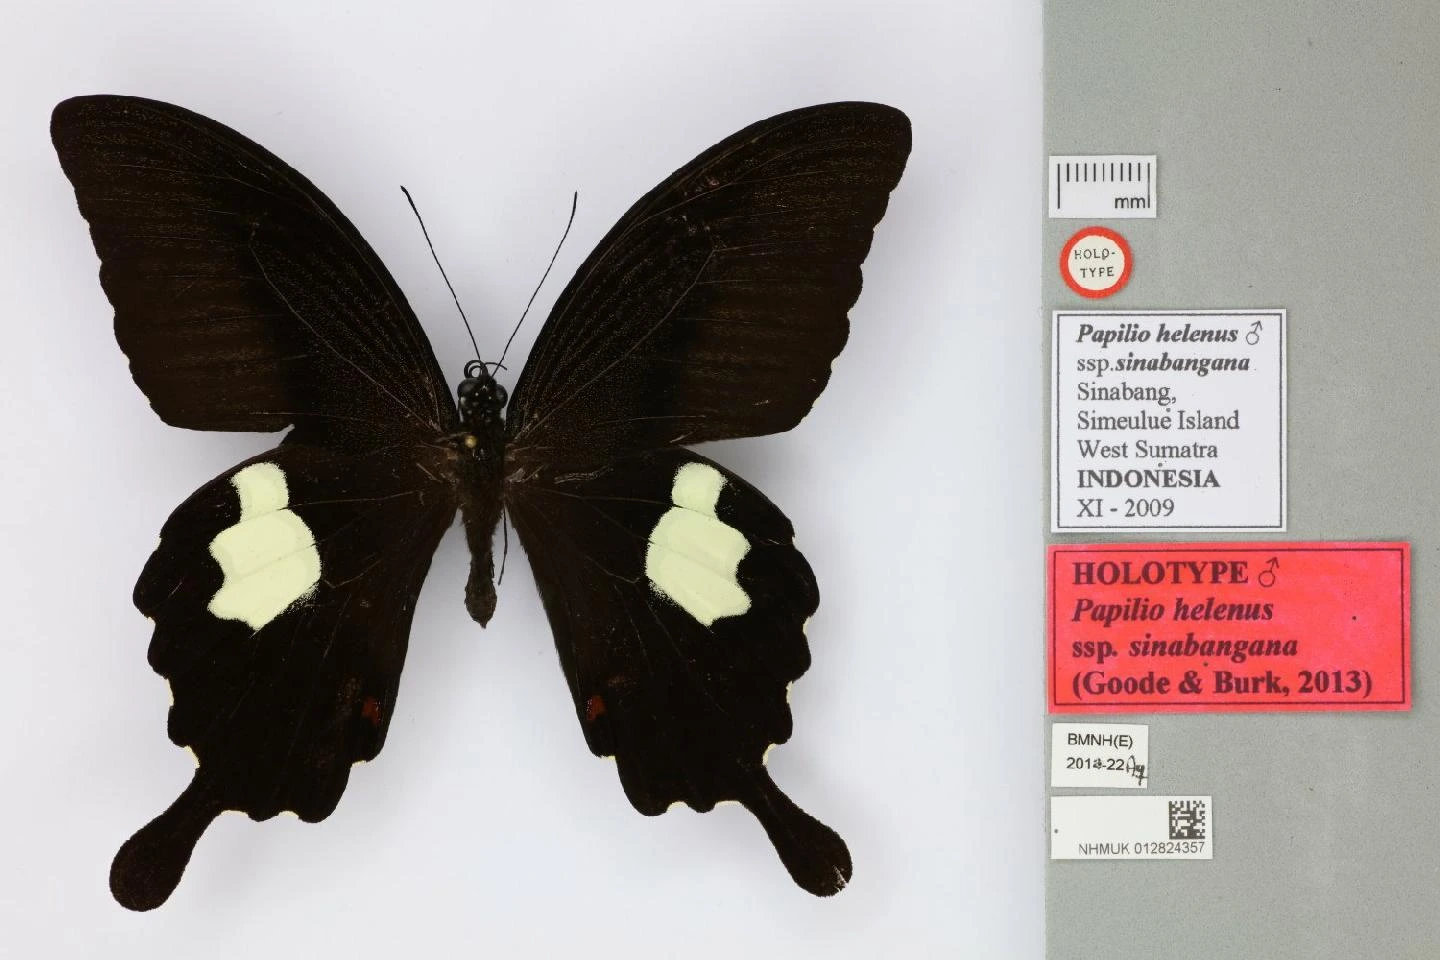 mm
HOLO-
TYPE
Papilio helenus ♂
ssp.sinabangana
Sinabang,
Simeulue Island
West Sumatra
INDONESIA
XI - 2009
HOLOTYPE ♂
Papilio helenus
ssp. sinabangana
(Goode & Burk, 2013)
BMNH(E)
NHMUK 012824357